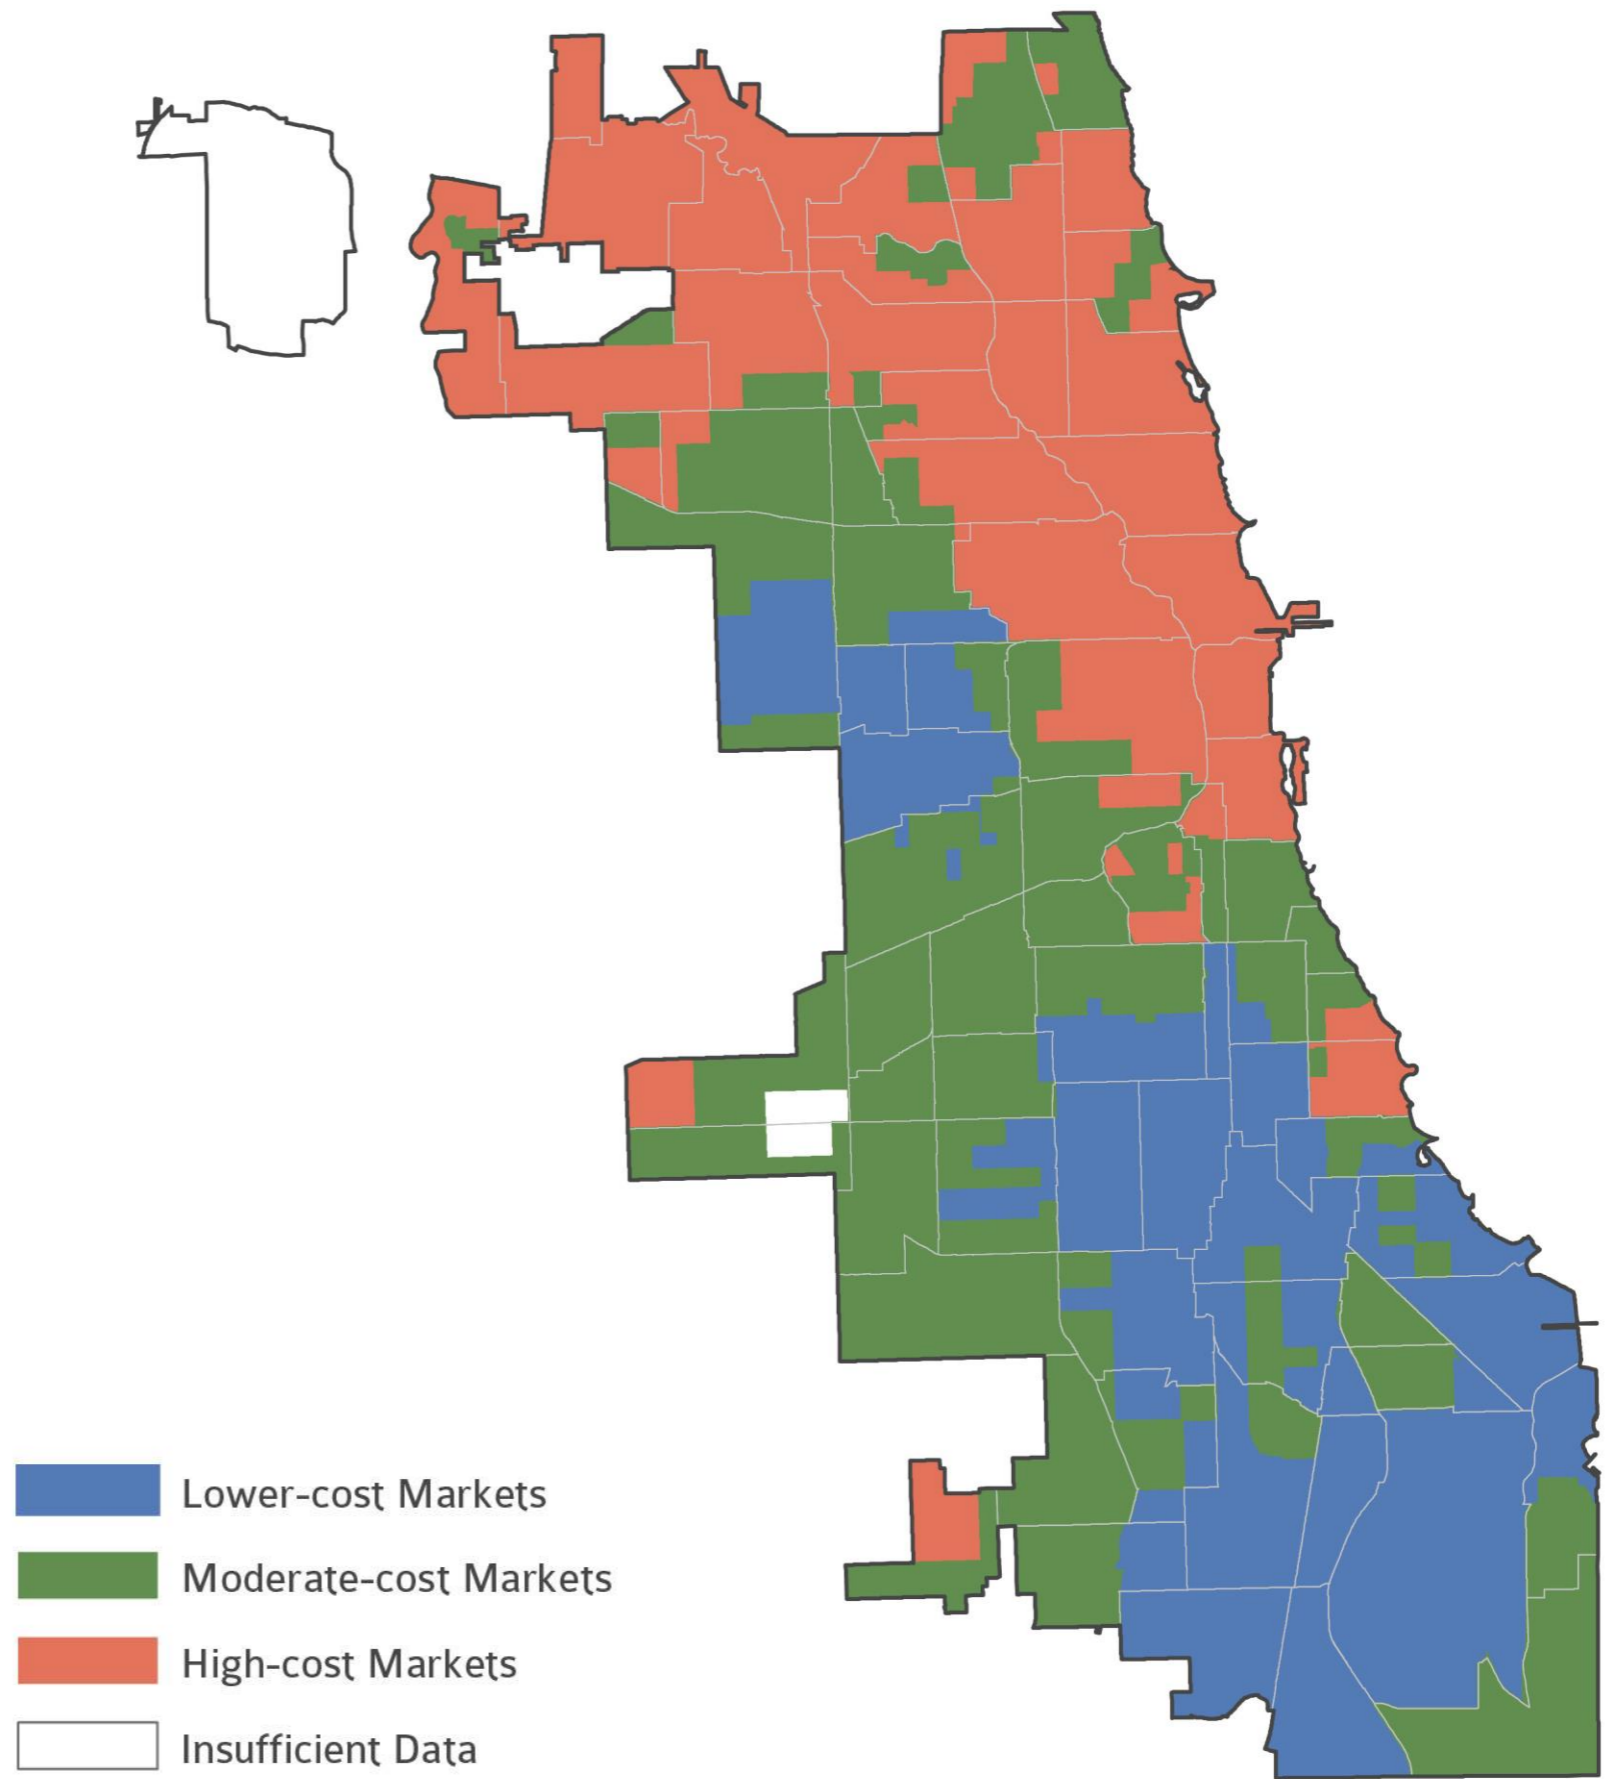 Lower-cost Markets
Moderate-cost Markets
High-cost Markets
Insufficient Data